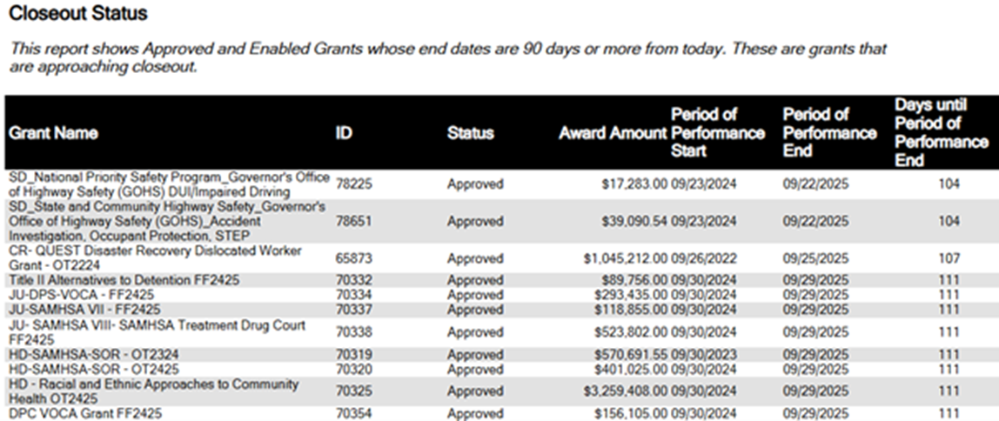 Closeout Status
This report shows Approved and Enabled Grants whose end dates are 90 days or more from today. These are grants that
are approaching closeout.
Grant Name ID Status Award Amount Period of Performance Start Period of Performance End Days until Period of Performance End
SD_National Priority Safety Program_Governor's Office
of Highway Safety (GOHS) DUI/Impaired Driving 78225 Approved $17,283.00 09/23/2024 09/22/2025 104
SD_State and Community Highway Safety_Governor's
Office of Highway Safety (GOHS)_Accident
Investigation, Occupant Protection, STEP 78651 Approved $39,090.54 09/23/2024 09/22/2025 104
CR- QUEST Disaster Recovery Dislocated Worker
Grant - OT2224 65873 Approved $1,045,212.00 09/26/2022 09/25/2025 107
Title II Alternatives to Detention FF2425 70332 Approved $89,756.00 09/30/2024 09/29/2025 111
JU-DPS-VOCA - FF2425 70334 Approved $293,435.00 09/30/2024 09/29/2025 111
JU-SAMHSA VII - FF2425 70337 Approved $118,855.00 09/30/2024 09/29/2025 111
JU- SAMHSA VIII- SAMHSA Treatment Drug Court
FF2425 70338 Approved $523,802.00 09/30/2024 09/29/2025 111
HD-SAMHSA-SOR - OT2324 70319 Approved $570,691.55 09/30/2023 09/29/2025 111
HD-SAMHSA-SOR - OT2425 70320 Approved $401,025.00 09/30/2024 09/29/2025 111
HD - Racial and Ethnic Approaches to Community
Health OT2425 70325 Approved $3,259,408.00 09/30/2024 09/29/2025 111
DPC VOCA Grant FF2425 70354 Approved $156,105.00 09/30/2024 09/29/2025 111